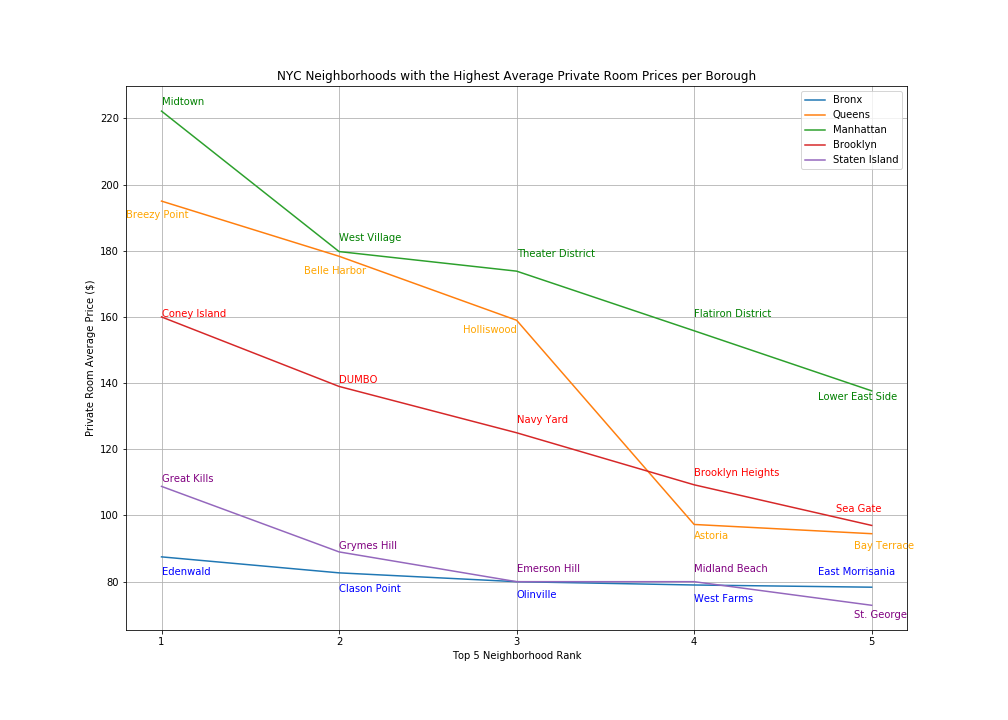 NYC Neighborhoods with the Highest Average Private Room Prices per Borough
Bronx
Queens
Manhattan
Brooklyn
Staten Island
Midtown
Breezy Point
West Village
Belle Harbor
Theater District
Holliswood
Flatiron District
Lower East Side
Coney Island
DUMBO
Navy Yard
Brooklyn Heights
Sea Gate
Astoria
Bay Terrace
Great Kills
Grymes Hill
Emerson Hill
Midland Beach
East Morrisania
Edenwald
Clason Point
Olinville
West Farms
St. George
220
200
180
160
140
120
100
80
Private Room Average Price ($)
1 2 3 4 5
Top 5 Neighborhood Rank